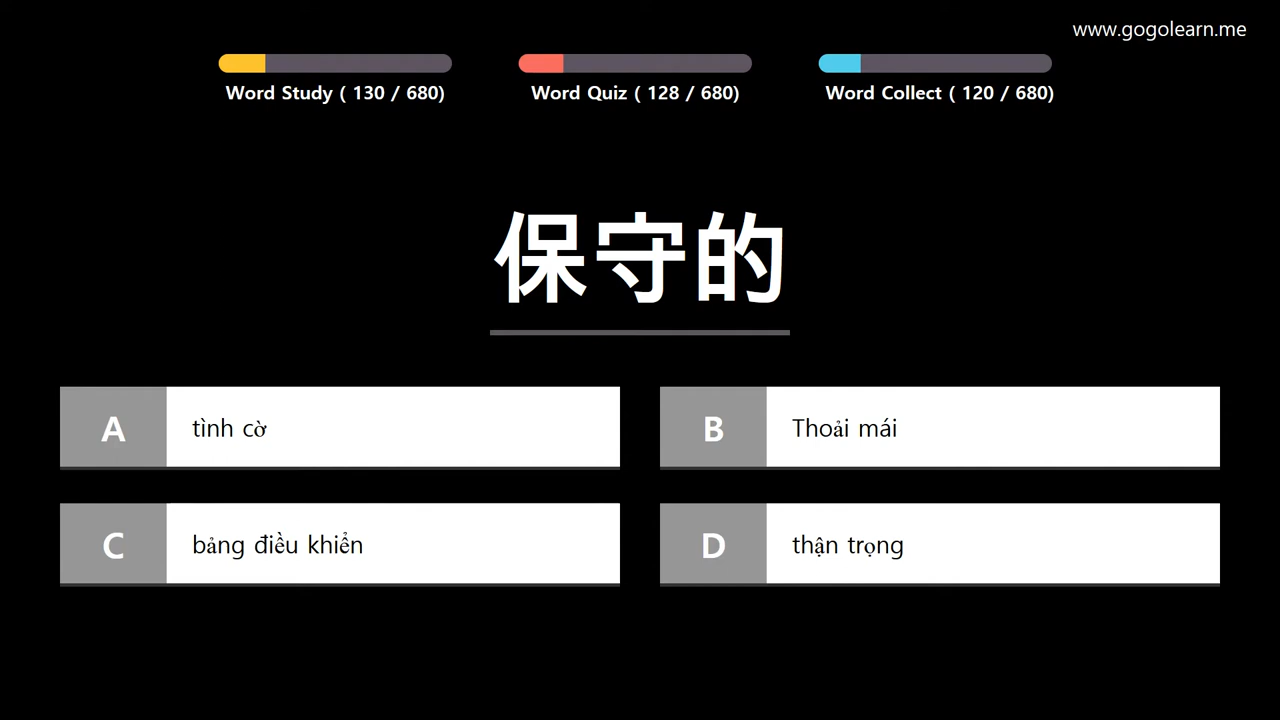 www.gogolearn.me
Word Study ( 130 / 680)
Word Quiz ( 128 / 680)
Word Collect ( 120 / 680)
保守的
A
tình cờ
B
Thoải mái
C
bảng điều khiển
D
thận trọng